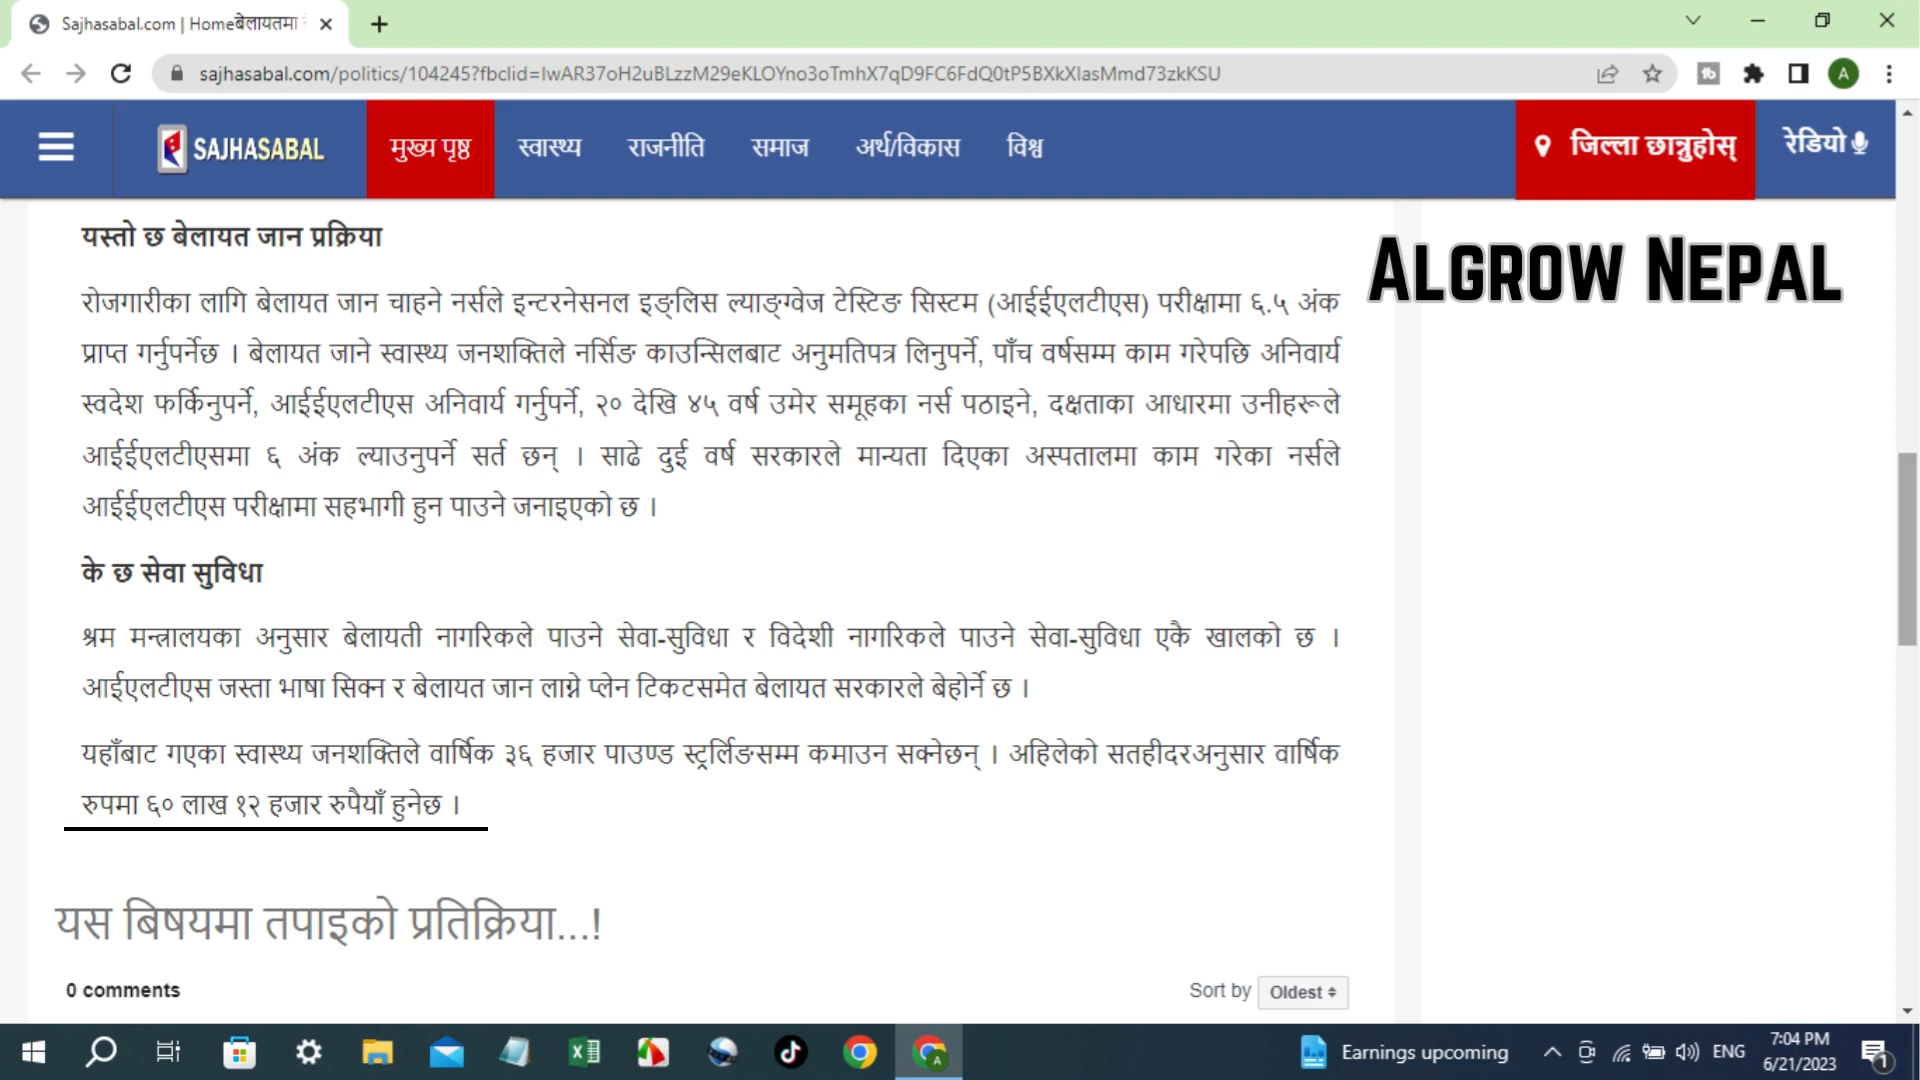 Sajhasabal.com | Homeबेलायतमा
sajhasabal.com/politics/104245?fbclid=IwAR37oH2uBLzzM29eKLOYno3oTmhX7qD9FC6FdQ0tP5BXkXIasMmd73zkKSU
SAJHASABAL मुख्य पृष्ठ स्वास्थ्य राजनीति समाज अर्थ/विकास विश्व जिल्ला छान्नुहोस् रेडियो
Algrow Nepal
यस्तो छ बेलायत जान प्रक्रिया
रोजगारीका लागि बेलायत जान चाहने नर्सले इन्टरनेसनल इङ्लिस ल्याङ्ग्वेज टेस्टिङ सिस्टम (आईईएलटीएस) परीक्षामा ६.५ अंक
प्राप्त गर्नुपर्नेछ । बेलायत जाने स्वास्थ्य जनशक्तिले नर्सिङ काउन्सिलबाट अनुमतिपत्र लिनुपर्ने, पाँच वर्षसम्म काम गरेपछि अनिवार्य
स्वदेश फर्किनुपर्ने, आईईएलटीएस अनिवार्य गर्नुपर्ने, २० देखि ४५ वर्ष उमेर समूहका नर्स पठाइने, दक्षताका आधारमा उनीहरूले
आईईएलटीएसमा ६ अंक ल्याउनुपर्ने सर्त छन् । साढे दुई वर्ष सरकारले मान्यता दिएका अस्पतालमा काम गरेका नर्सले
आईईएलटीएस परीक्षामा सहभागी हुन पाउने जनाइएको छ ।
के छ सेवा सुविधा
श्रम मन्त्रालयका अनुसार बेलायती नागरिकले पाउने सेवा-सुविधा र विदेशी नागरिकले पाउने सेवा-सुविधा एकै खालको छ ।
आईएलटीएस जस्ता भाषा सिक्न र बेलायत जान लाग्ने प्लेन टिकटसमेत बेलायत सरकारले बेहोर्ने छ ।
यहाँबाट गएका स्वास्थ्य जनशक्तिले वार्षिक ३६ हजार पाउण्ड स्ट्रर्लिङसम्म कमाउन सक्नेछन् । अहिलेको सतहीदरअनुसार वार्षिक
रुपमा ६० लाख १२ हजार रुपैयाँ हुनेछ ।
यस बिषयमा तपाइको प्रतिक्रिया...!
0 comments
Sort by Oldest
Earnings upcoming
ENG
7:04 PM
6/21/2023
1